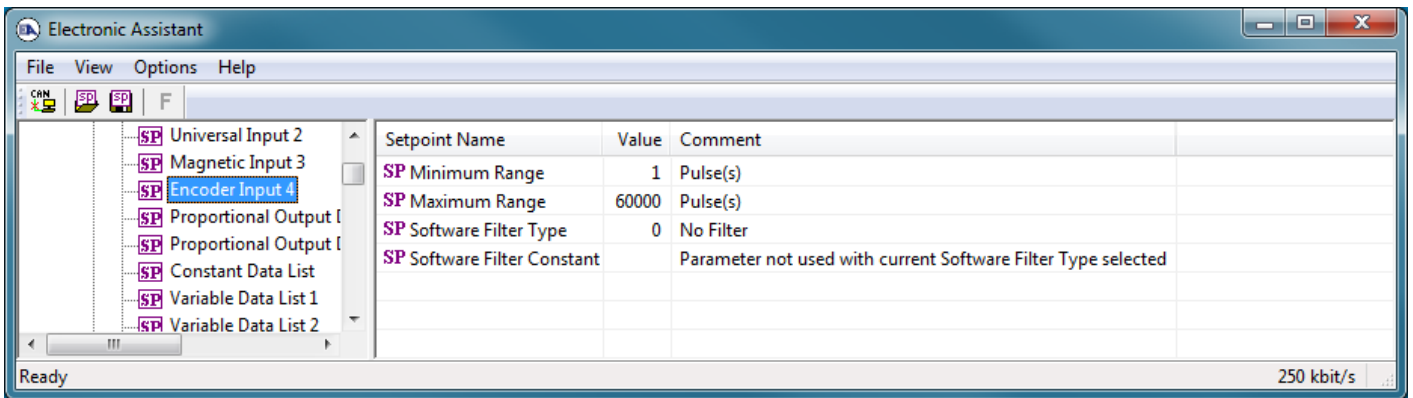 EA Electronic Assistant
File View Options Help
CAN SP SP F
SP Universal Input 2
SP Magnetic Input 3
SP Encoder Input 4
SP Proportional Output D
SP Proportional Output D
SP Constant Data List
SP Variable Data List 1
SP Variable Data List 2
Setpoint Name Value Comment
SP Minimum Range 1 Pulse(s)
SP Maximum Range 60000 Pulse(s)
SP Software Filter Type 0 No Filter
SP Software Filter Constant Parameter not used with current Software Filter Type selected
Ready 250 kbit/s